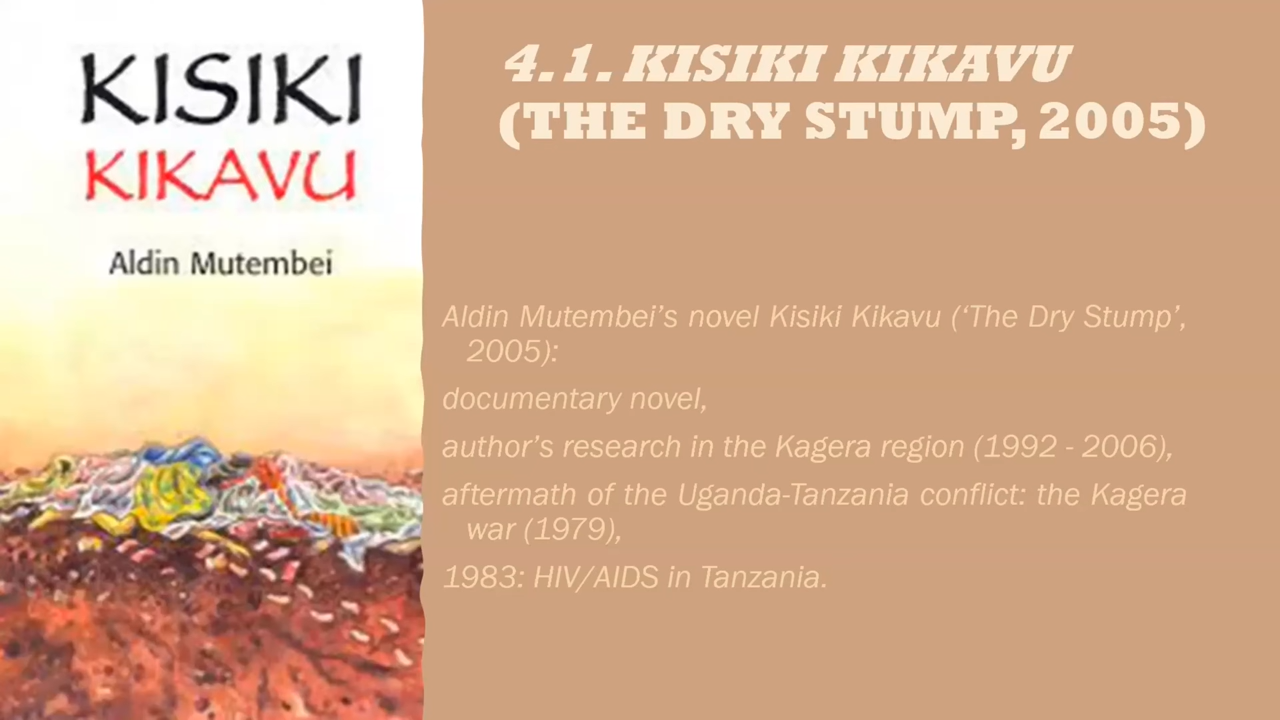 KISIKI
KIKAVU
Aldin Mutembei
4.1. KISIKI KIKAVU
(THE DRY STUMP, 2005)
Aldin Mutembei’s novel Kisiki Kikavu (‘The Dry Stump’,
2005):
documentary novel,
author’s research in the Kagera region (1992 - 2006),
aftermath of the Uganda-Tanzania conflict: the Kagera
war (1979),
1983: HIV/AIDS in Tanzania.